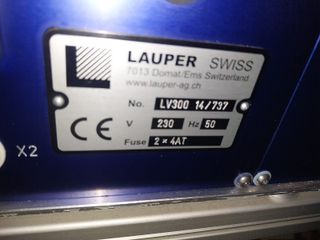 LAUPER SWISS
7013 Domat/Ems Switzerland
www.lauper-ag.ch
No. LV300 14/737
CE V 230 Hz 50
Fuse 2 x 4AT
X2